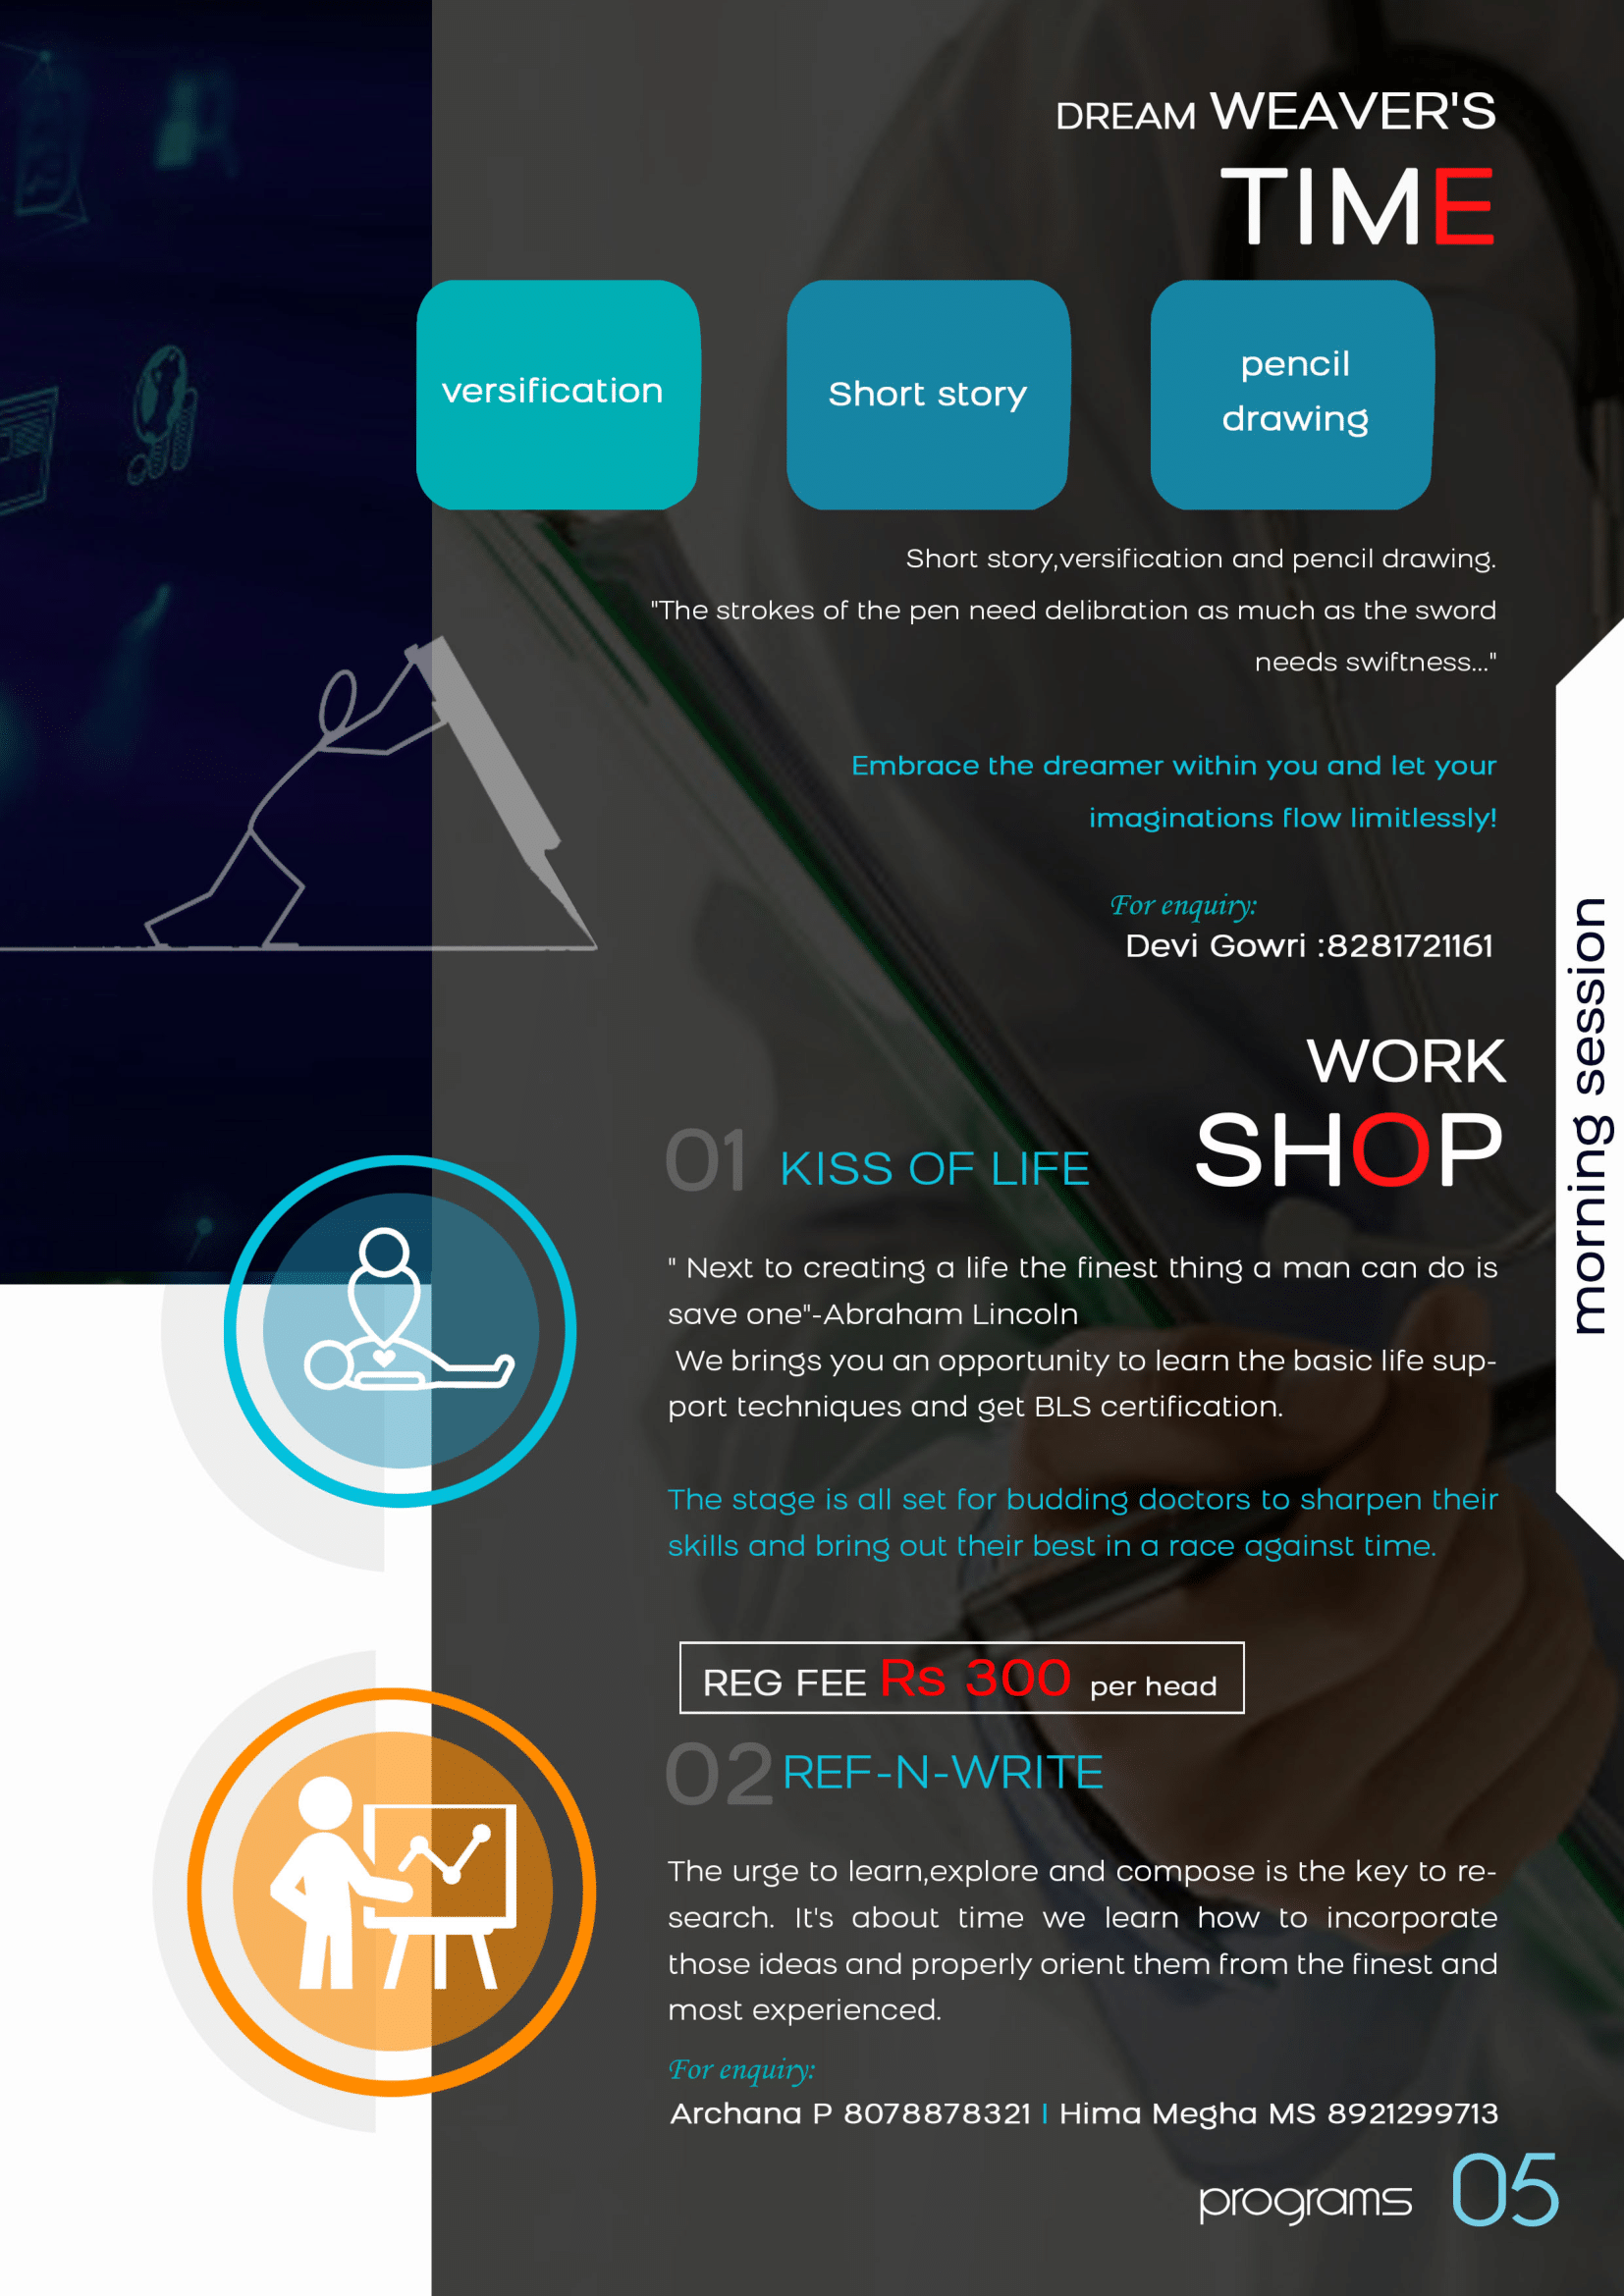 DREAM WEAVER'S
TIME
versification
Short story
pencil
drawing
Short story,versification and pencil drawing.
"The strokes of the pen need delibration as much as the sword
needs swiftness..."
Embrace the dreamer within you and let your
imaginations flow limitlessly!
For enquiry:
Devi Gowri :8281721161
morning session
WORK
SHOP
01 KISS OF LIFE
" Next to creating a life the finest thing a man can do is
save one"-Abraham Lincoln
We brings you an opportunity to learn the basic life sup-
port techniques and get BLS certification.
The stage is all set for budding doctors to sharpen their
skills and bring out their best in a race against time.
REG FEE Rs 300 per head
02 REF-N-WRITE
The urge to learn,explore and compose is the key to re-
search. It's about time we learn how to incorporate
those ideas and properly orient them from the finest and
most experienced.
For enquiry:
Archana P 8078878321 I Hima Megha MS 8921299713
programs 05